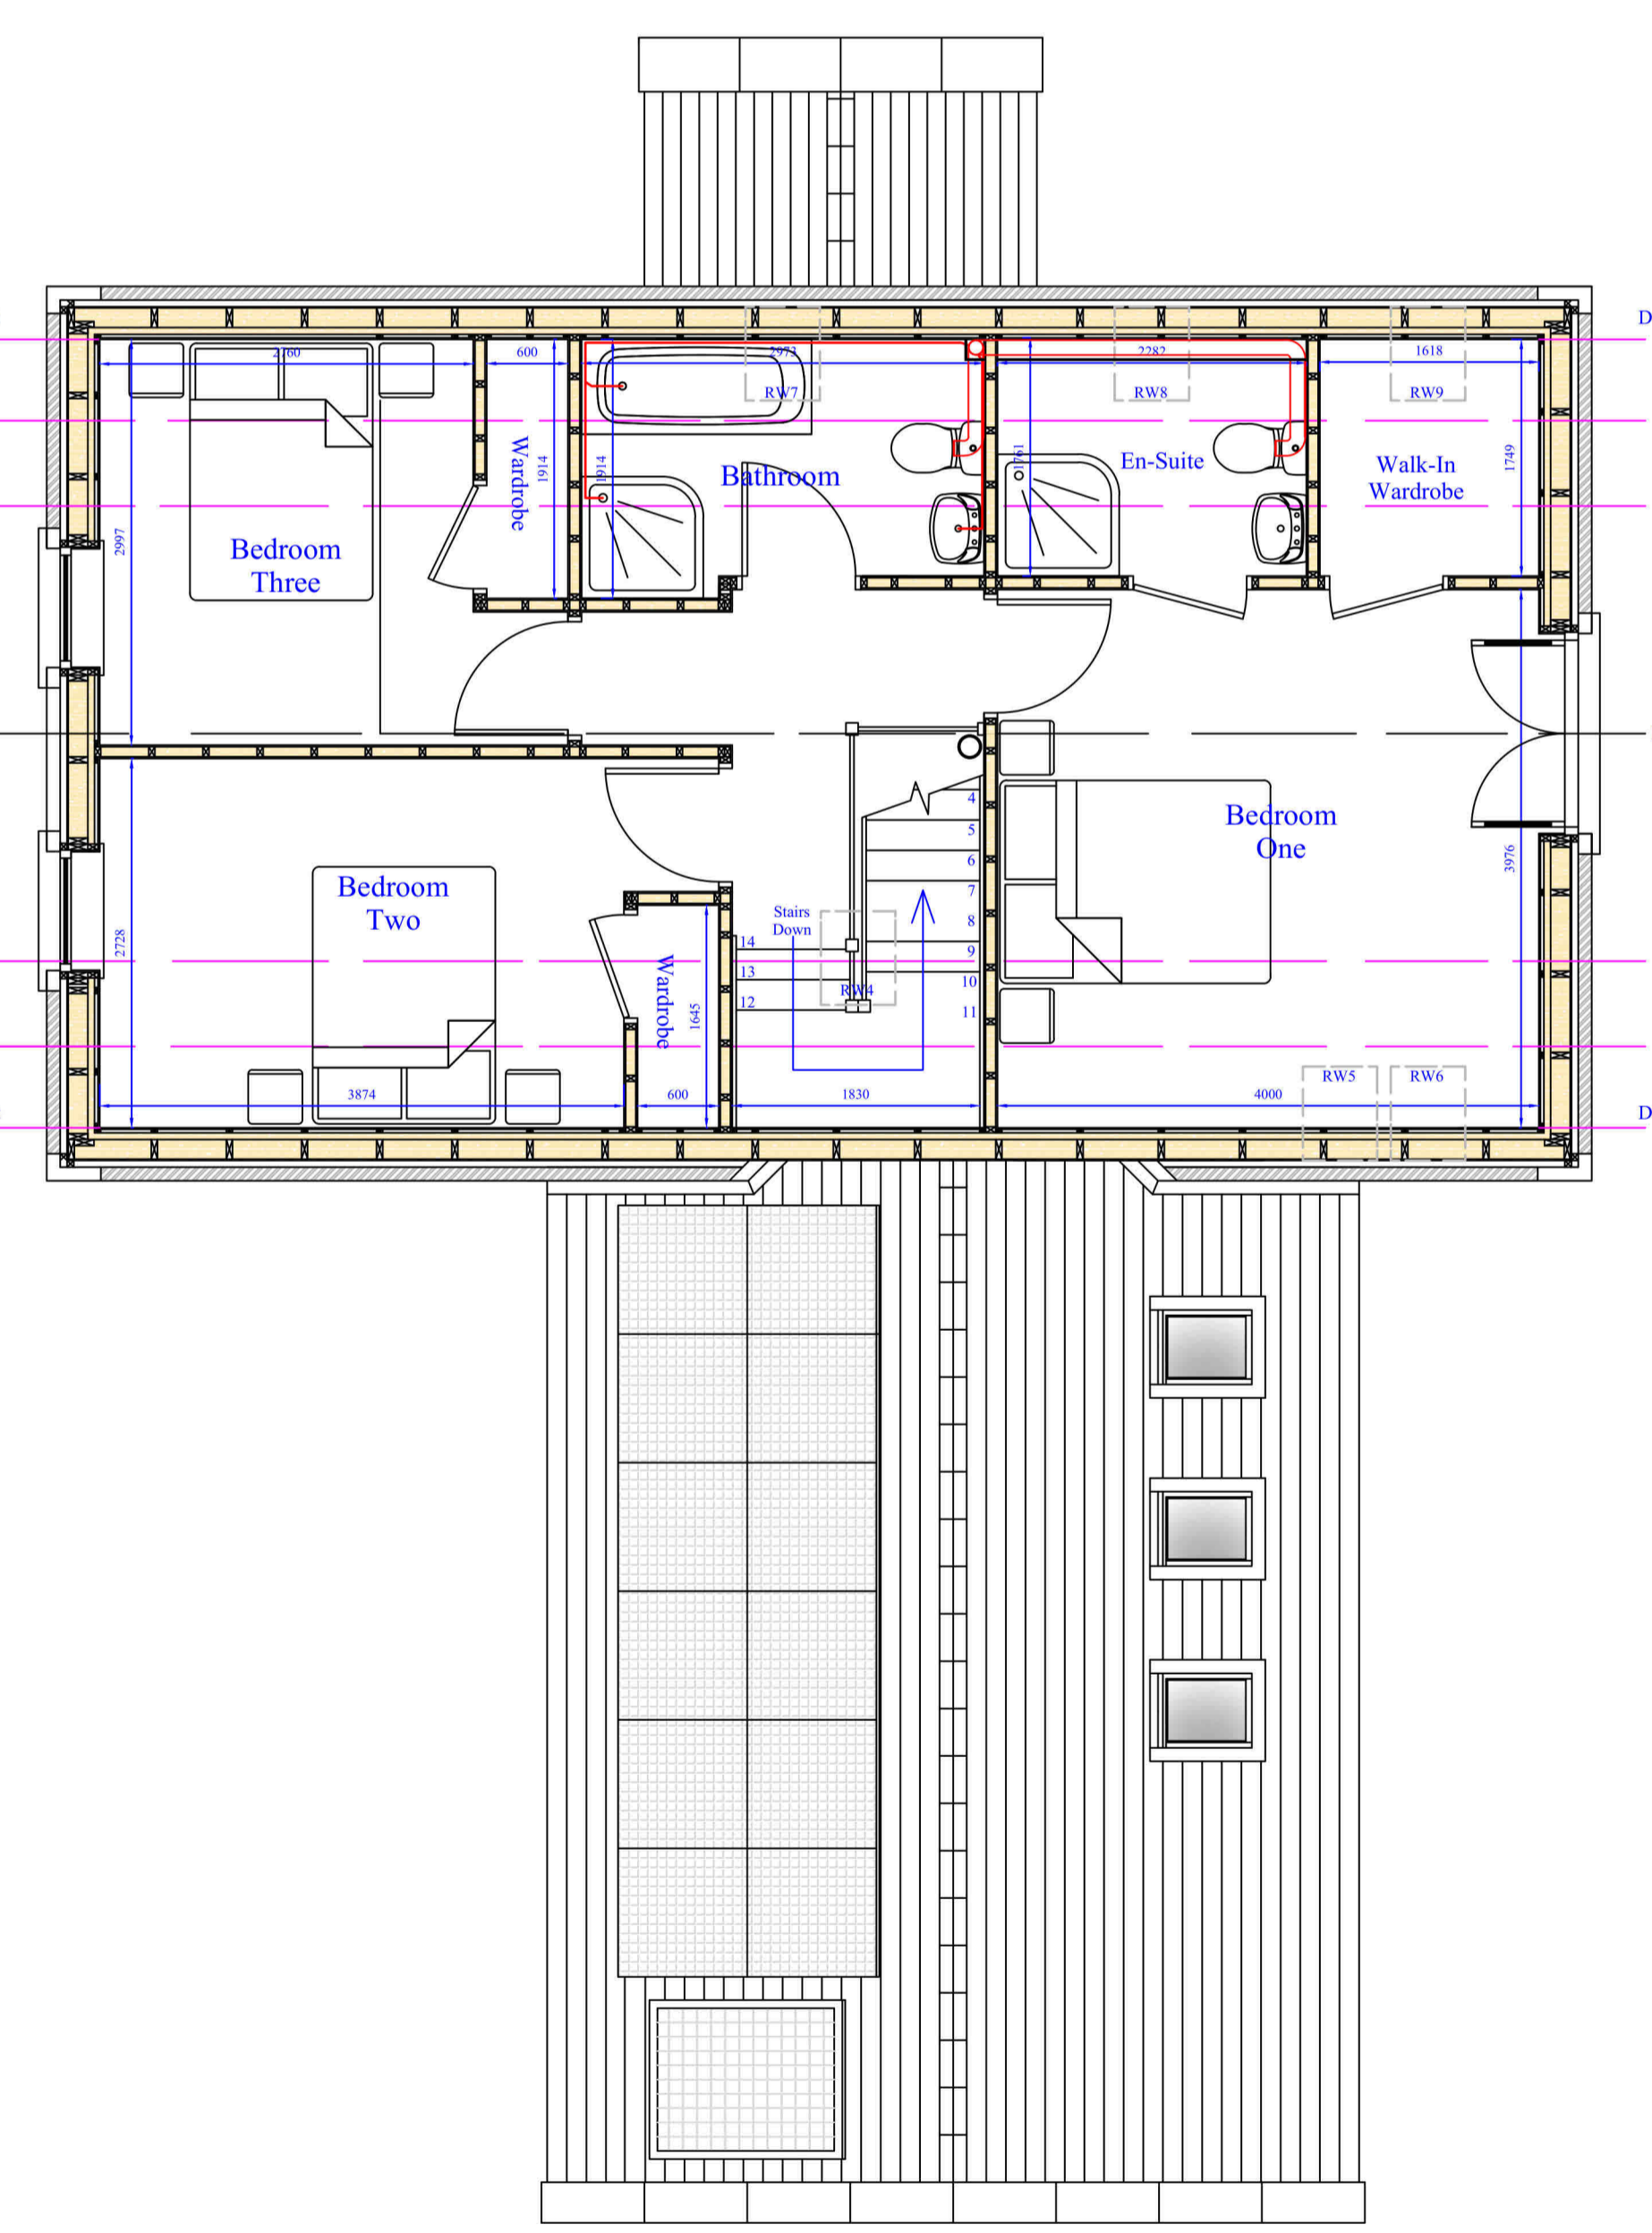 D
2760
600
2973
2282
1618
RW7
RW8
RW9
Wardrobe
1914
1914
Bathroom
1761
En-Suite
Walk-In
Wardrobe
1749
2997
Bedroom
Three
4
5
6
7
8
9
10
11
Bedroom
One
3976
Bedroom
Two
Stairs
Down
14
13
12
RW4
2728
Wardrobe
1645
RW5
RW6
3874
600
1830
4000
D